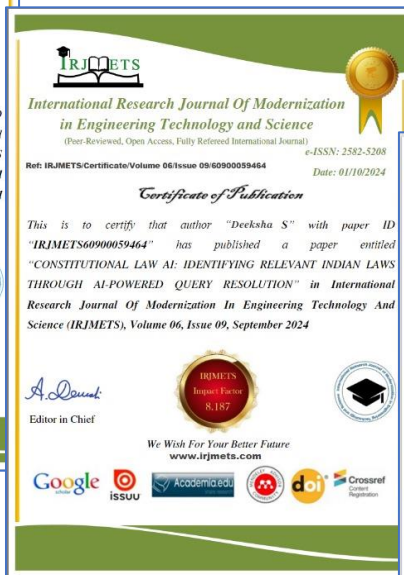 IRJMETS
International Research Journal Of Modernization
in Engineering Technology and Science
(Peer-Reviewed, Open Access, Fully Refereed International Journal)
e-ISSN: 2582-5208
Ref: IRJMETS/Certificate/Volume 06/Issue 09/60900059464
Date: 01/10/2024
Certificate of Publication
This is to certify that author "Deeksha S" with paper ID
"IRJMETS60900059464" has published a paper entitled
"CONSTITUTIONAL LAW AI: IDENTIFYING RELEVANT INDIAN LAWS
THROUGH AI-POWERED QUERY RESOLUTION" in International
Research Journal Of Modernization In Engineering Technology And
Science (IRJMETS), Volume 06, Issue 09, September 2024
IRJMETS
Impact Factor
8.187
A. Denush
Editor in Chief
We Wish For Your Better Future
www.irjmets.com
Google
scholar
issuu
Academia.edu
doi
Crossref
Content
Registration